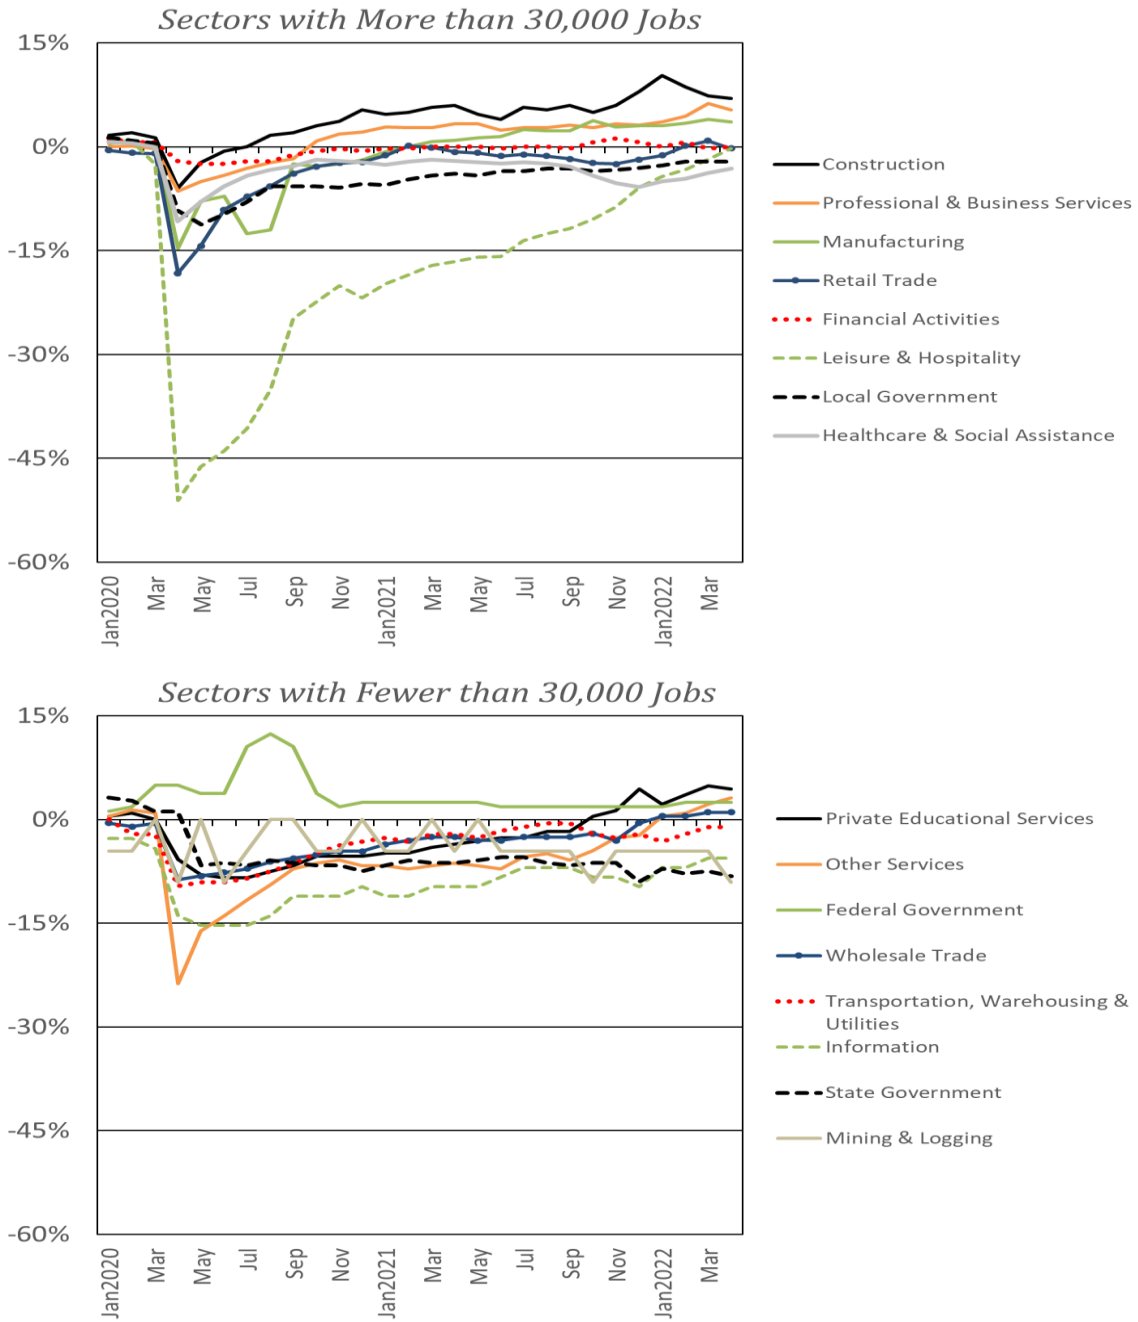 Sectors with More than 30,000 Jobs
15%
0%
-15%
-30%
-45%
-60%
Jan2020
Mar
May
Jul
Sep
Nov
Jan2021
Mar
May
Jul
Sep
Nov
Jan2022
Mar
Construction
Professional & Business Services
Manufacturing
Retail Trade
Financial Activities
Leisure & Hospitality
Local Government
Healthcare & Social Assistance
Sectors with Fewer than 30,000 Jobs
15%
0%
-15%
-30%
-45%
-60%
Jan2020
Mar
May
Jul
Sep
Nov
Jan2021
Mar
May
Jul
Sep
Nov
Jan2022
Mar
Private Educational Services
Other Services
Federal Government
Wholesale Trade
Transportation, Warehousing &
Utilities
Information
State Government
Mining & Logging